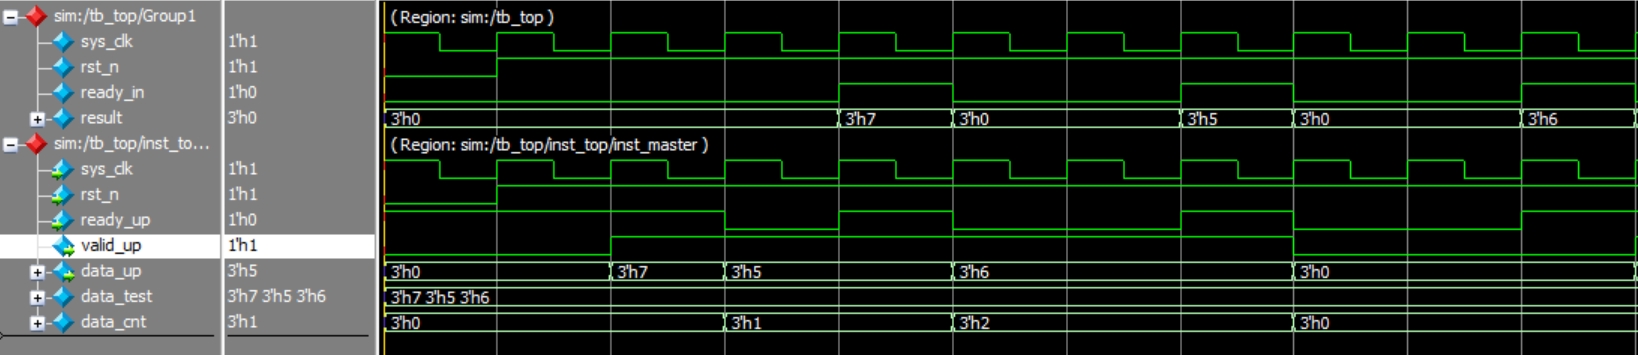 sim:/tb_top/Group1 (Region: sim:/tb_top )
sys_clk 1'h1
rst_n 1'h1
ready_in 1'h0
result 3'h0 3'h0 3'h7 3'h0 3'h5 3'h0 3'h6
sim:/tb_top/inst_to... (Region: sim:/tb_top/inst_top/inst_master )
sys_clk 1'h1
rst_n 1'h1
ready_up 1'h0
valid_up 1'h1
data_up 3'h5 3'h0 3'h7 3'h5 3'h6 3'h0
data_test 3'h7 3'h5 3'h6 3'h7 3'h5 3'h6
data_cnt 3'h1 3'h0 3'h1 3'h2 3'h0